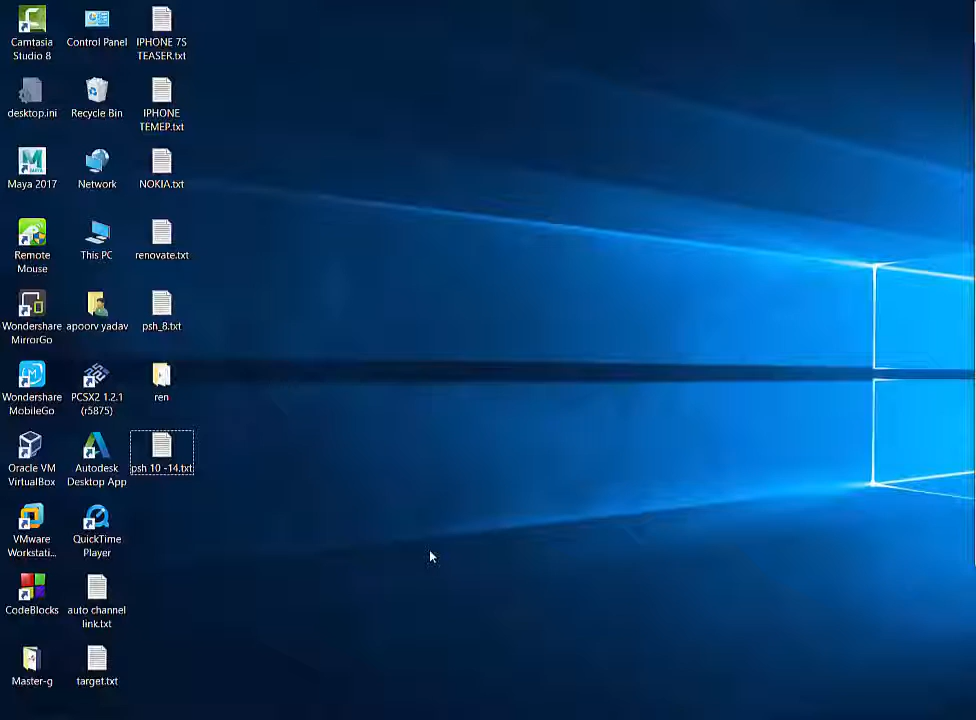 Camtasia
Studio 8
desktop.ini
Maya 2017
Remote
Mouse
Wondershare
MirrorGo
Wondershare
MobileGo
Oracle VM
VirtualBox
VMware
Workstati...
CodeBlocks
Master-g
Control Panel
Recycle Bin
Network
This PC
apoorv yadav
PCSX2 1.2.1
(r5875)
Autodesk
Desktop App
QuickTime
Player
auto channel
link.txt
target.txt
IPHONE 7S
TEASER.txt
IPHONE
TEMEP.txt
NOKIA.txt
renovate.txt
psh_8.txt
ren
psh 10 -14.txt